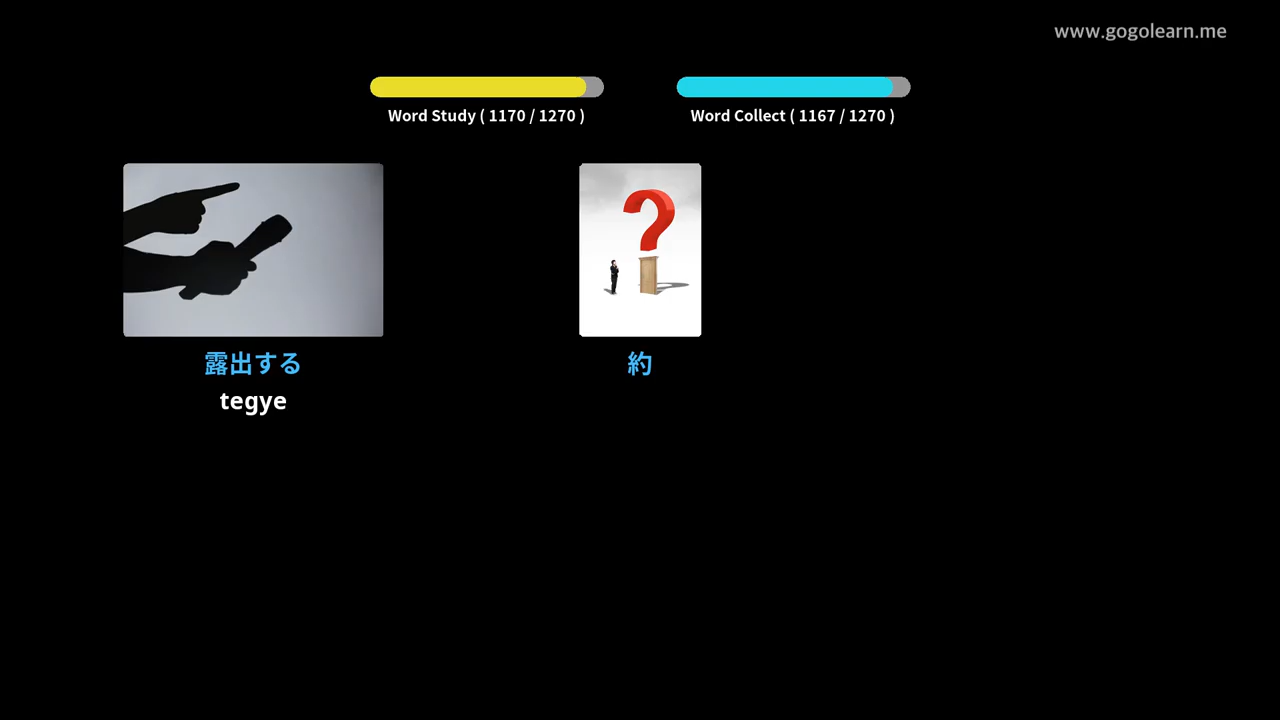 www.gogolearn.me
Word Study ( 1170 / 1270 )
Word Collect ( 1167 / 1270 )
露出する
tegye
約